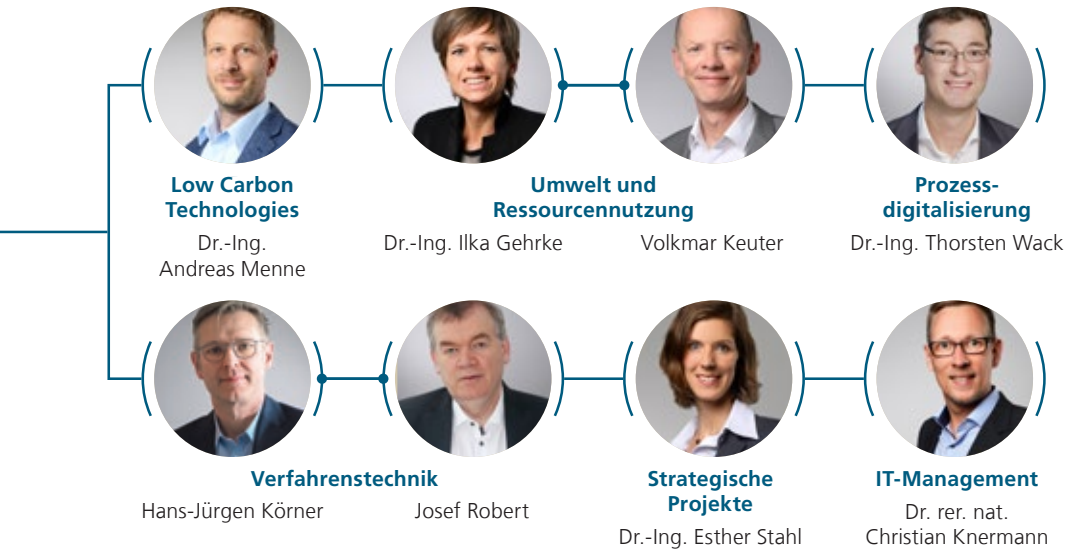 Low Carbon
Technologies
Dr.-Ing.
Andreas Menne
Umwelt und
Ressourcennutzung
Dr.-Ing. Ilka Gehrke
Volkmar Keuter
Prozess-
digitalisierung
Dr.-Ing. Thorsten Wack
Verfahrenstechnik
Hans-Jürgen Körner
Josef Robert
Strategische
Projekte
Dr.-Ing. Esther Stahl
IT-Management
Dr. rer. nat.
Christian Knermann